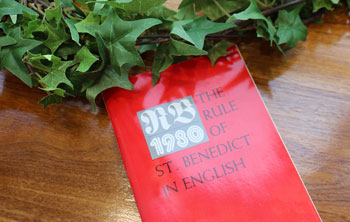 RB
1980
THE
RULE
OF
ST. BENEDICT
IN ENGLISH